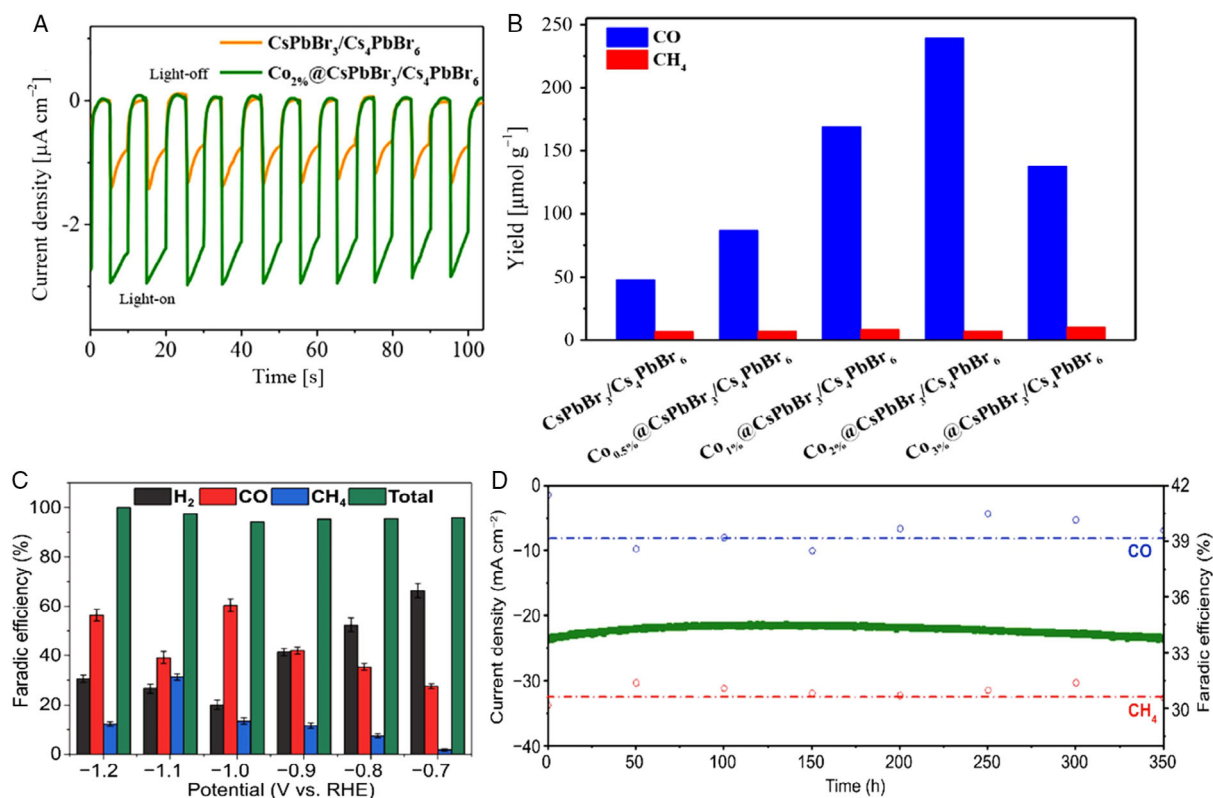 A
CsPbBr₃/Cs₄PbBr₆
Light-off
Co₂%@CsPbBr₃/Cs₄PbBr₆
0
-2
Current density [µA cm⁻²]
Light-on
0 20 40 60 80 100
Time [s]
B
CO
CH₄
250
200
150
100
50
0
Yield [µmol g⁻¹]
CsPbBr₃/Cs₄PbBr₆
Co₀.₅%@CsPbBr₃/Cs₄PbBr₆
Co₁%@CsPbBr₃/Cs₄PbBr₆
Co₂%@CsPbBr₃/Cs₄PbBr₆
Co₃%@CsPbBr₃/Cs₄PbBr₆
C
H₂ CO CH₄ Total
100
80
60
40
20
0
Faradic efficiency (%)
−1.2 −1.1 −1.0 −0.9 −0.8 −0.7
Potential (V vs. RHE)
D
0
−10
−20
−30
−40
Current density (mA cm⁻²)
CO
CH₄
42
39
36
33
30
Faradic efficiency (%)
0 50 100 150 200 250 300 350
Time (h)